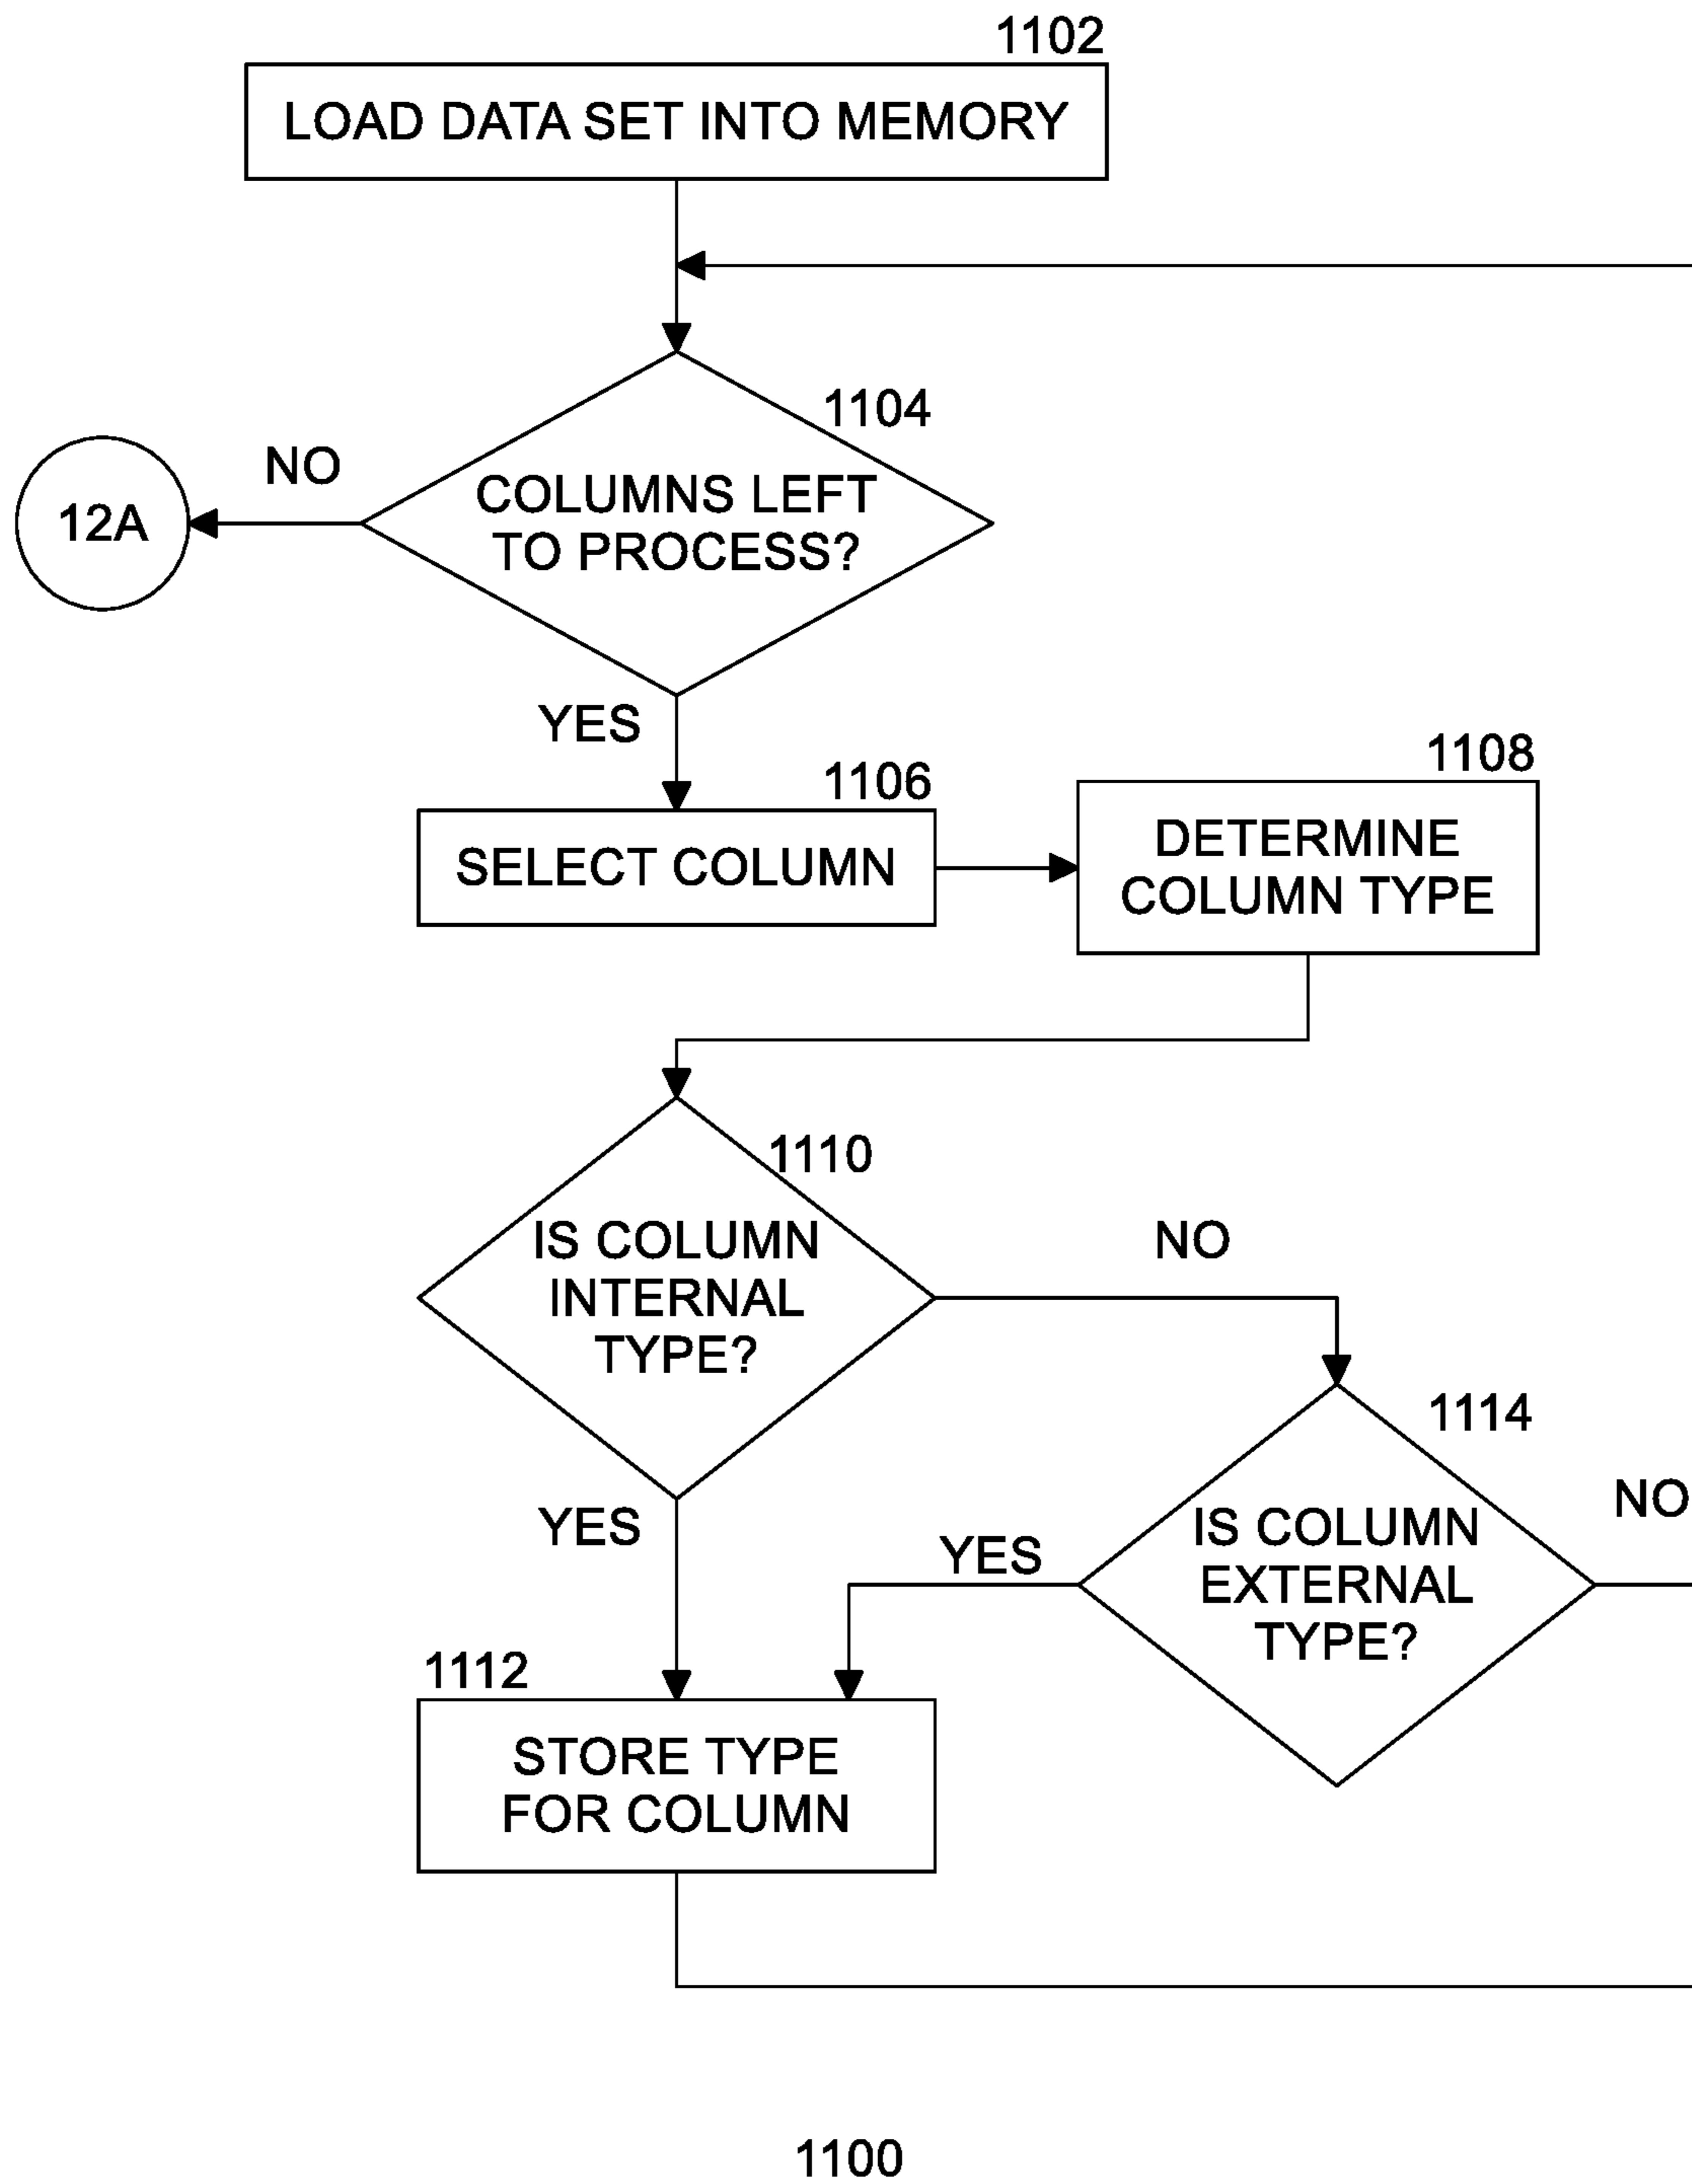 1102
LOAD DATA SET INTO MEMORY
1104
NO
12A
COLUMNS LEFT
TO PROCESS?
YES
1106
SELECT COLUMN
1108
DETERMINE
COLUMN TYPE
1110
IS COLUMN
INTERNAL
TYPE?
NO
1114
IS COLUMN
EXTERNAL
TYPE?
NO
YES
YES
1112
STORE TYPE
FOR COLUMN
1100